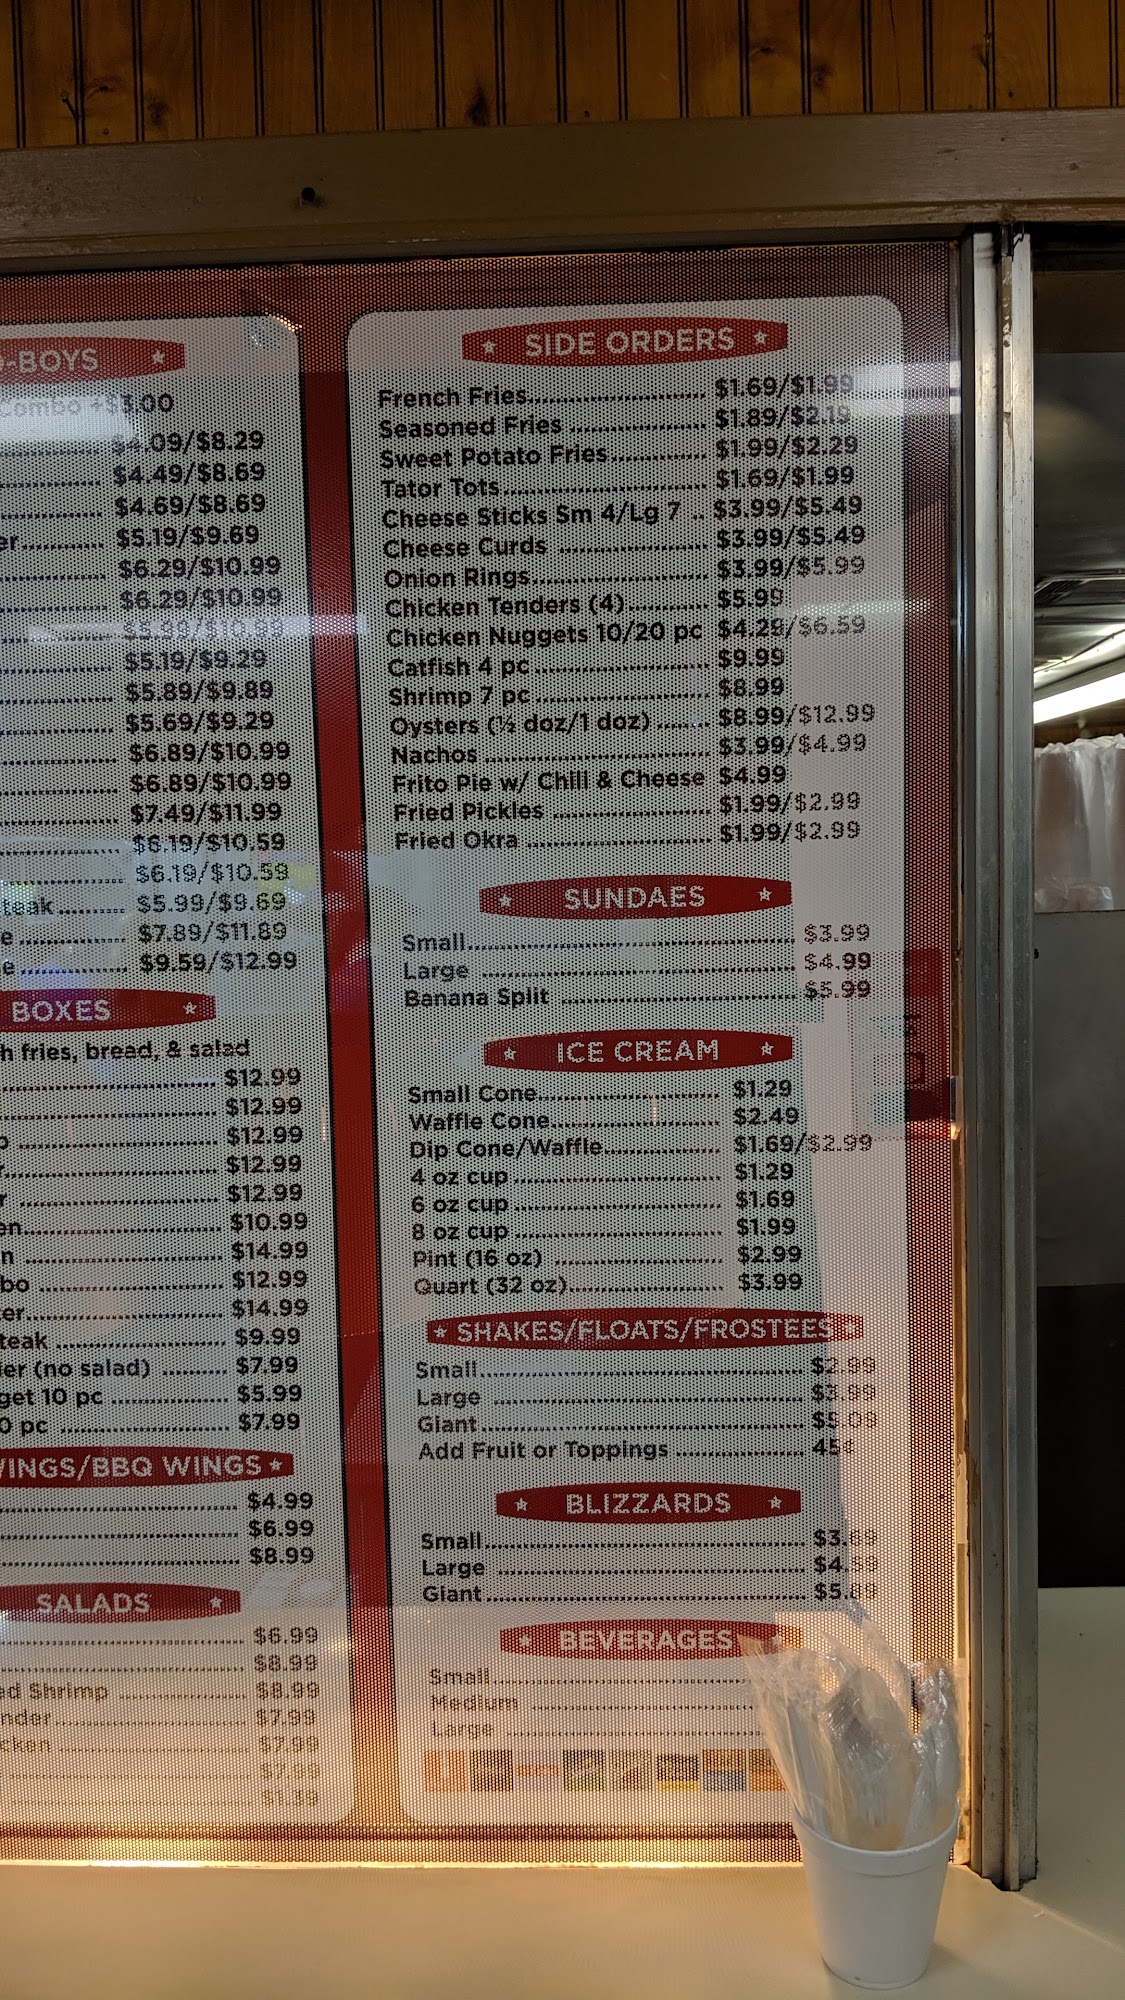 -BOYS
Combo +$3.00
$4.09/$8.29
$4.49/$8.69
$4.69/$8.69
er........... $5.19/$9.69
$6.29/$10.99
$6.29/$10.99
$5.99/$10.99
$5.19/$9.29
$5.89/$9.89
$5.69/$9.29
$6.89/$10.99
$6.89/$10.99
$7.49/$11.99
$6.19/$10.59
$6.19/$10.59
teak ......... $5.99/$9.69
e ............... $7.89/$11.89
e ............... $9.59/$12.99
BOXES
h fries, bread, & salad
$12.99
$12.99
$12.99
$12.99
r ............... $12.99
en............... $10.99
n ............... $14.99
bo ............... $12.99
er............... $14.99
teak ............... $9.99
er (no salad) ......... $7.99
get 10 pc ............... $5.99
0 pc ............... $7.99
WINGS/BBQ WINGS
$4.99
$6.99
$8.99
SALADS
$6.99
$8.99
ed Shrimp ............... $8.99
nder............... $7.99
cken ............... $7.99
$7.99
$1.39
SIDE ORDERS
French Fries............... $1.69/$1.99
Seasoned Fries ............... $1.89/$2.19
Sweet Potato Fries............... $1.99/$2.29
Tator Tots............... $1.69/$1.99
Cheese Sticks Sm 4/Lg 7 .. $3.99/$5.49
Cheese Curds ............... $3.99/$5.49
Onion Rings............... $3.99/$5.99
Chicken Tenders (4)............ $5.99
Chicken Nuggets 10/20 pc $4.29/$6.59
Catfish 4 pc ............... $9.99
Shrimp 7 pc ............... $8.99
Oysters (½ doz/1 doz) ........ $8.99/$12.99
Nachos ............... $3.99/$4.99
Frito Pie w/ Chili & Cheese $4.99
Fried Pickles ............... $1.99/$2.99
Fried Okra ............... $1.99/$2.99
SUNDAES
Small............... $3.99
Large ............... $4.99
Banana Split ............... $5.99
ICE CREAM
Small Cone............... $1.29
Waffle Cone............... $2.49
Dip Cone/Waffle............... $1.69/$2.99
4 oz cup ............... $1.29
6 oz cup ............... $1.69
8 oz cup ............... $1.99
Pint (16 oz) ............... $2.99
Quart (32 oz)............... $3.99
SHAKES/FLOATS/FROSTEES
Small............... $2.99
Large ............... $3.99
Giant............... $5.09
Add Fruit or Toppings ............... 45¢
BLIZZARDS
Small...............
Large ...............
Giant...............
BEVERAGES
Small...............
Medium ...............
Large ...............